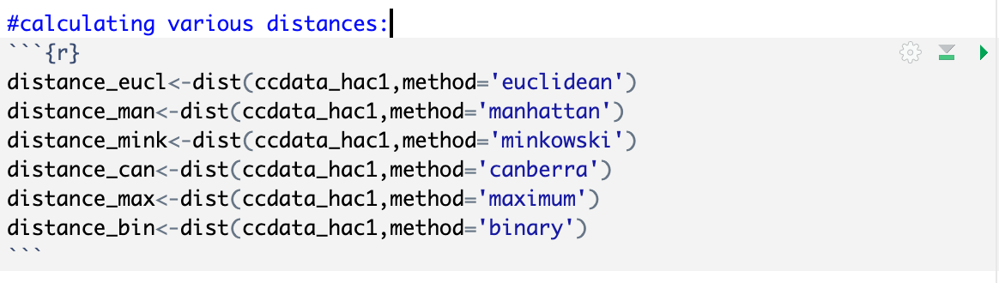 #calculating various distances:
```{r}
distance_eucl<-dist(ccdata_hac1,method='euclidean')
distance_man<-dist(ccdata_hac1,method='manhattan')
distance_mink<-dist(ccdata_hac1,method='minkowski')
distance_can<-dist(ccdata_hac1,method='canberra')
distance_max<-dist(ccdata_hac1,method='maximum')
distance_bin<-dist(ccdata_hac1,method='binary')
```